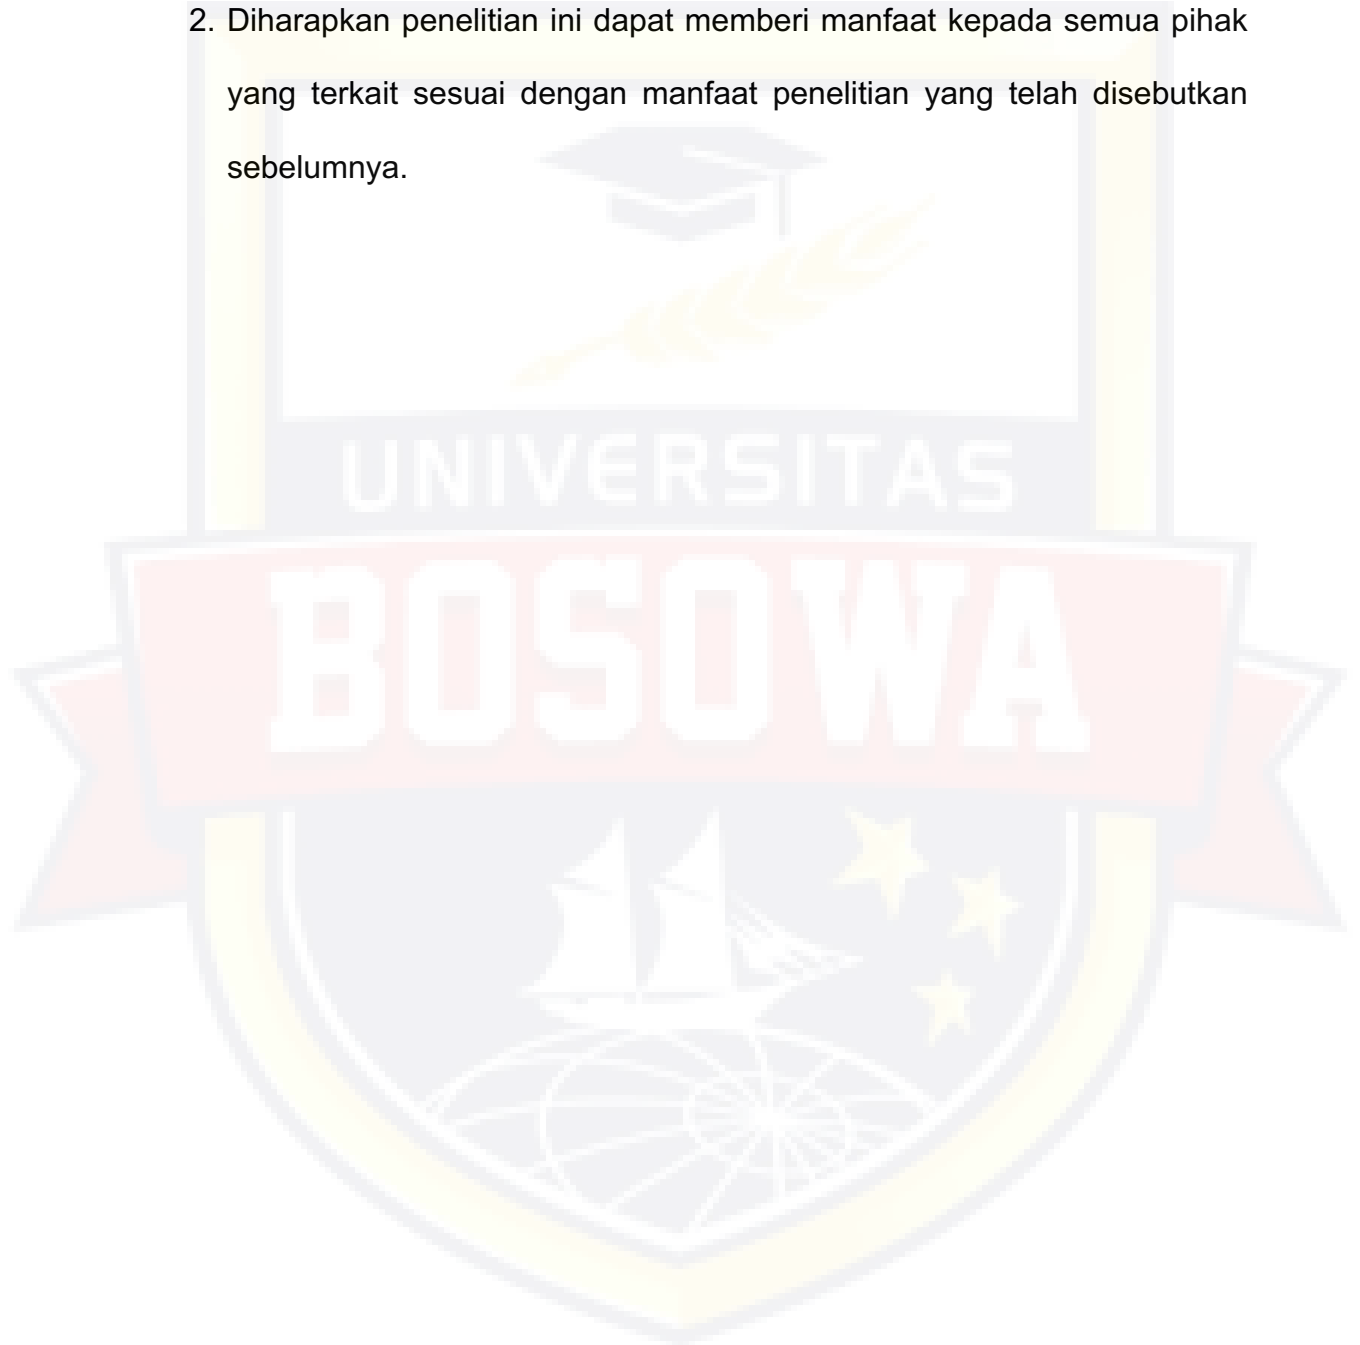 2. Diharapkan penelitian ini dapat memberi manfaat kepada semua pihak
yang terkait sesuai dengan manfaat penelitian yang telah disebutkan
sebelumnya.
UNIVERSITAS
BOSOWA